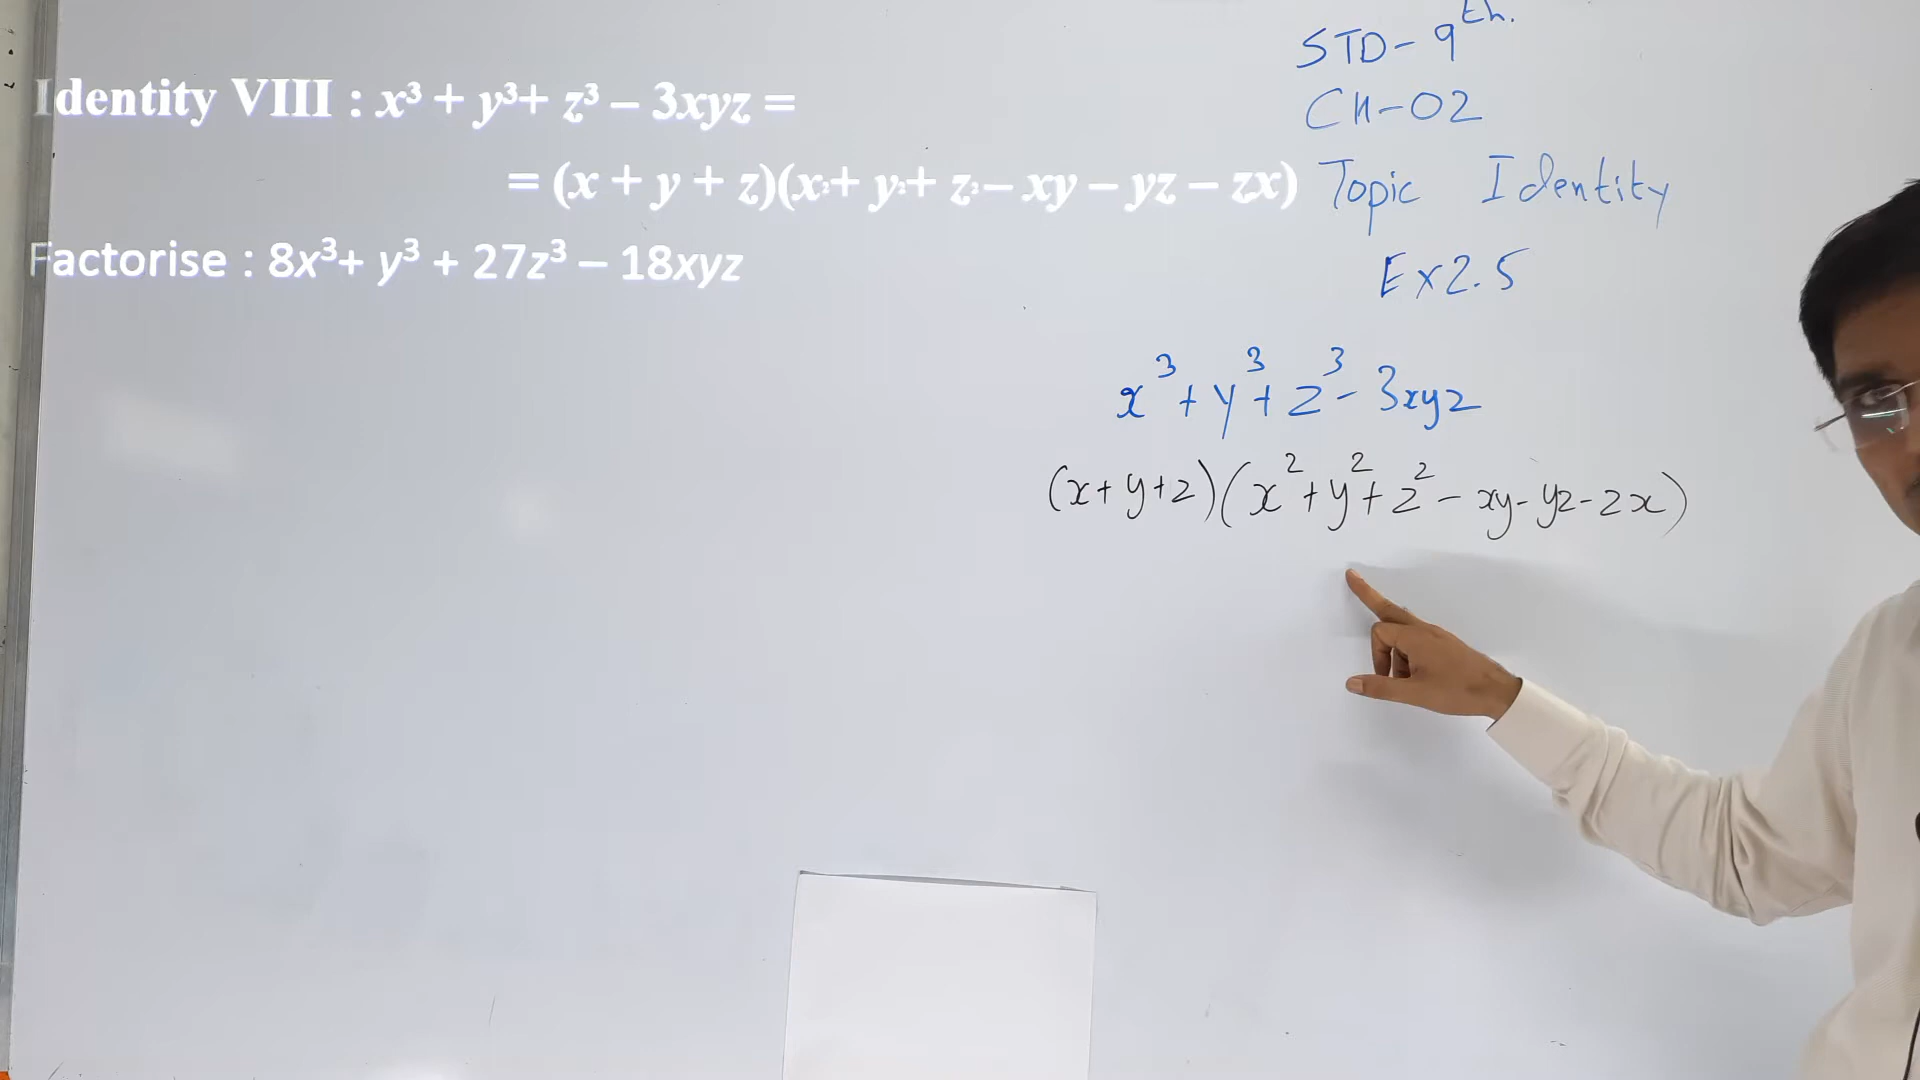 Identity VIII : x³ + y³+ z³ – 3xyz =
= (x + y + z)(x²+ y²+ z²– xy – yz – zx)
Factorise : 8x³+ y³ + 27z³ – 18xyz
STD- 9th.
CH-02
Topic Identity
Ex2.5
x³+y³+z³-3xyz
(x+y+z)(x²+y²+z²-xy-yz-zx)